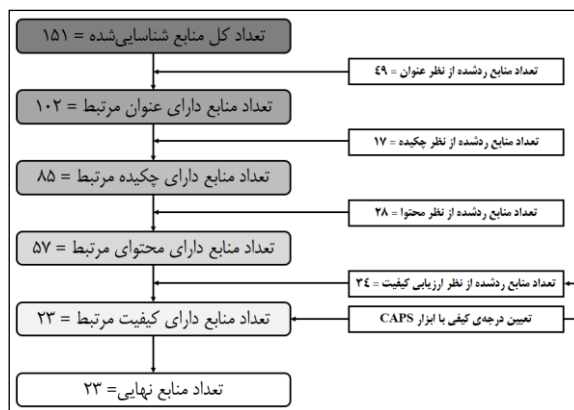 تعداد کل منابع شناسایی‌شده = ۱۵۱
تعداد منابع ردشده از نظر عنوان = ٤٩
تعداد منابع دارای عنوان مرتبط = ۱۰۲
تعداد منابع ردشده از نظر چکیده = ۱۷
تعداد منابع دارای چکیده مرتبط = ۸۵
تعداد منابع ردشده از نظر محتوا = ۲۸
تعداد منابع دارای محتوای مرتبط = ۵۷
تعداد منابع ردشده از نظر ارزیابی کیفیت = ۳٤
تعداد منابع دارای کیفیت مرتبط = ۲۳
تعیین درجه‌ی کیفی با ابزار CAPS
تعداد منابع نهایی= ۲۳